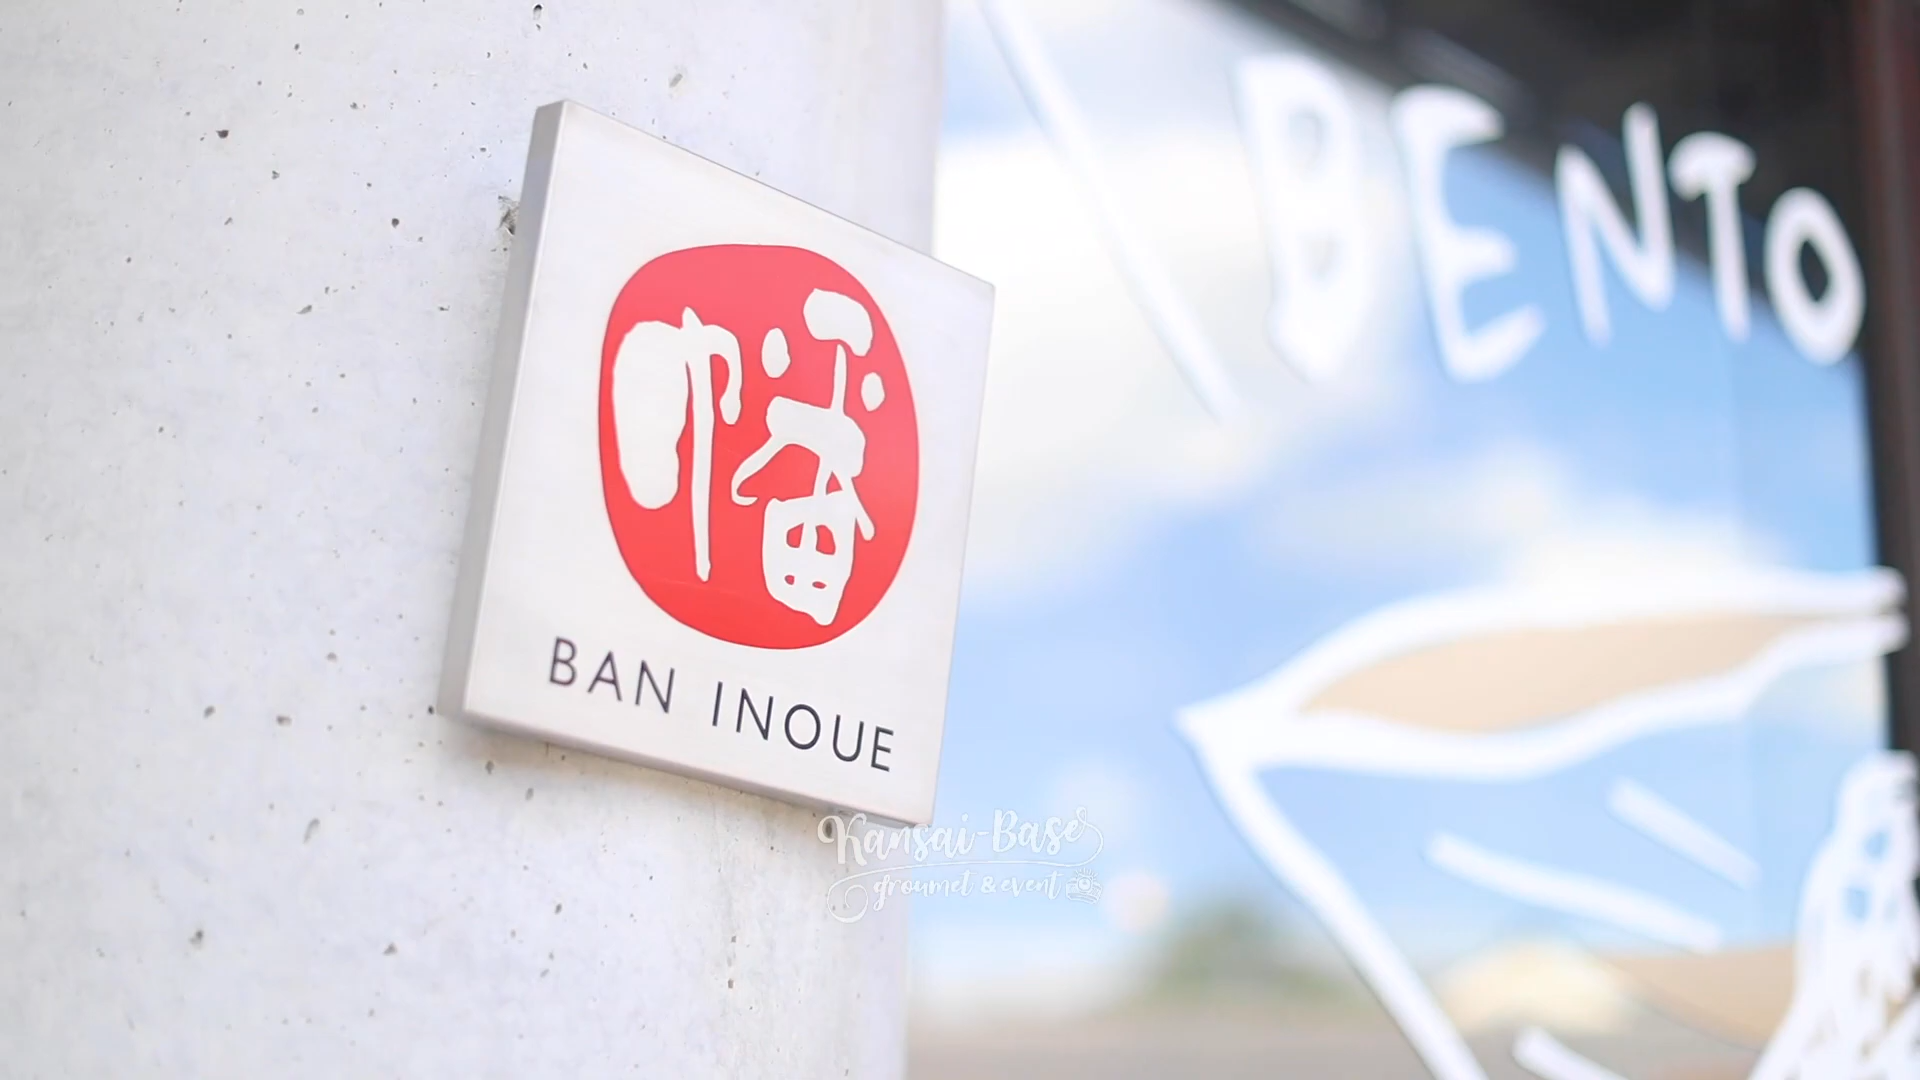 幡
BAN INOUE
BENTO
Kansai-Base
groumet & event